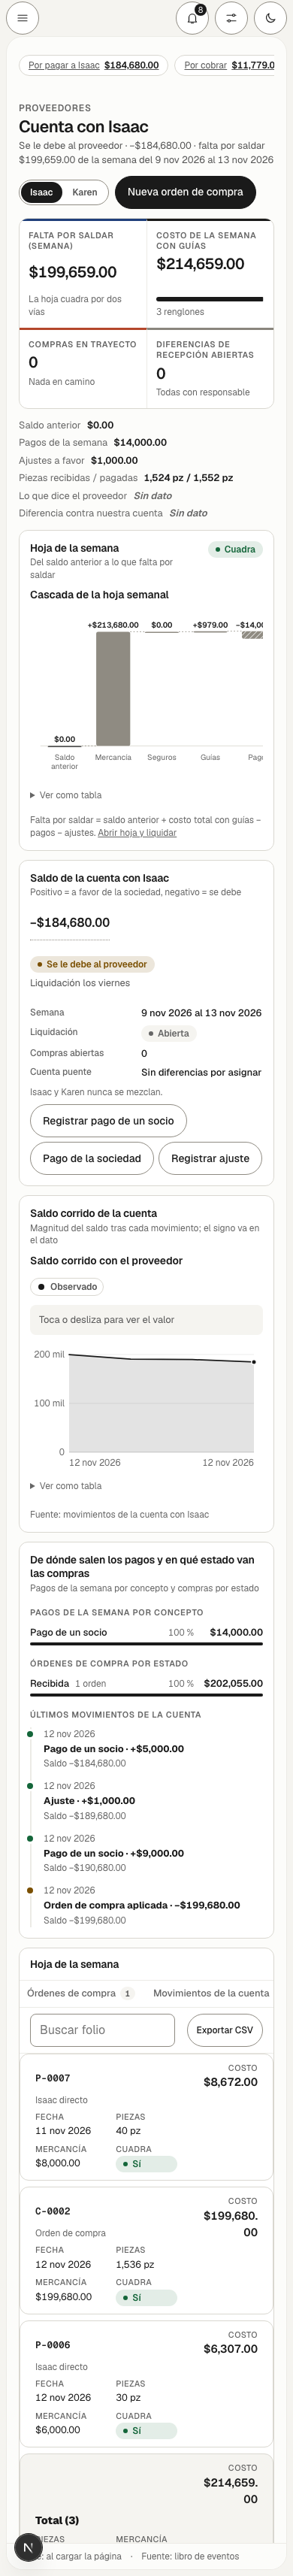 8
Por pagar a Isaac $184,680.00
Por cobrar $11,779.0
PROVEEDORES
Cuenta con Isaac
Se le debe al proveedor · −$184,680.00 · falta por saldar
$199,659.00 de la semana del 9 nov 2026 al 13 nov 2026
Isaac
Karen
Nueva orden de compra
FALTA POR SALDAR
(SEMANA)
$199,659.00
La hoja cuadra por dos
vías
COSTO DE LA SEMANA
CON GUÍAS
$214,659.00
3 renglones
COMPRAS EN TRAYECTO
0
Nada en camino
DIFERENCIAS DE
RECEPCIÓN ABIERTAS
0
Todas con responsable
Saldo anterior $0.00
Pagos de la semana $14,000.00
Ajustes a favor $1,000.00
Piezas recibidas / pagadas 1,524 pz / 1,552 pz
Lo que dice el proveedor Sin dato
Diferencia contra nuestra cuenta Sin dato
Hoja de la semana
Cuadra
Del saldo anterior a lo que falta por
saldar
Cascada de la hoja semanal
+$213,680.00 $0.00 +$979.00 −$14,00
$0.00
Saldo
anterior
Mercancía
Seguros
Guías
Pago
Ver como tabla
Falta por saldar = saldo anterior + costo total con guías −
pagos − ajustes. Abrir hoja y liquidar
Saldo de la cuenta con Isaac
Positivo = a favor de la sociedad, negativo = se debe
−$184,680.00
Se le debe al proveedor
Liquidación los viernes
Semana 9 nov 2026 al 13 nov 2026
Liquidación Abierta
Compras abiertas 0
Cuenta puente Sin diferencias por asignar
Isaac y Karen nunca se mezclan.
Registrar pago de un socio
Pago de la sociedad
Registrar ajuste
Saldo corrido de la cuenta
Magnitud del saldo tras cada movimiento; el signo va en
el dato
Saldo corrido con el proveedor
Observado
Toca o desliza para ver el valor
200 mil
100 mil
0
12 nov 2026 12 nov 2026
Ver como tabla
Fuente: movimientos de la cuenta con Isaac
De dónde salen los pagos y en qué estado van
las compras
Pagos de la semana por concepto y compras por estado
PAGOS DE LA SEMANA POR CONCEPTO
Pago de un socio 100 % $14,000.00
ÓRDENES DE COMPRA POR ESTADO
Recibida 1 orden 100 % $202,055.00
ÚLTIMOS MOVIMIENTOS DE LA CUENTA
12 nov 2026
Pago de un socio · +$5,000.00
Saldo −$184,680.00
12 nov 2026
Ajuste · +$1,000.00
Saldo −$189,680.00
12 nov 2026
Pago de un socio · +$9,000.00
Saldo −$190,680.00
12 nov 2026
Orden de compra aplicada · −$199,680.00
Saldo −$199,680.00
Hoja de la semana
Órdenes de compra 1
Movimientos de la cuenta
Buscar folio
Exportar CSV
P-0007
COSTO
$8,672.00
Isaac directo
FECHA
11 nov 2026
PIEZAS
40 pz
MERCANCÍA
$8,000.00
CUADRA
Sí
C-0002
COSTO
$199,680.
00
Orden de compra
FECHA
12 nov 2026
PIEZAS
1,536 pz
MERCANCÍA
$199,680.00
CUADRA
Sí
P-0006
COSTO
$6,307.00
Isaac directo
FECHA
12 nov 2026
PIEZAS
30 pz
MERCANCÍA
$6,000.00
CUADRA
Sí
COSTO
$214,659.
00
Total (3)
MERCANCÍA
N
al cargar la página · Fuente: libro de eventos